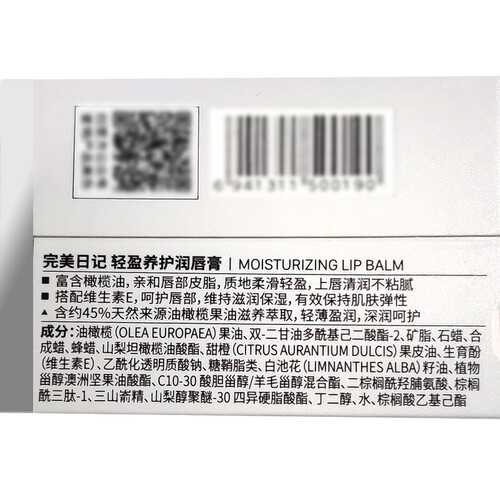 6 941311 500190
完美日记 轻盈养护润唇膏 | MOISTURIZING LIP BALM
■ 富含橄榄油，亲和唇部皮脂，质地柔滑轻盈，上唇清润不粘腻
■ 搭配维生素E，呵护唇部，维持滋润保湿，有效保持肌肤弹性
▲ 含约45%天然来源油橄榄果油滋养萃取，轻薄盈润，深润呵护
成分：油橄榄(OLEA EUROPAEA)果油、双-二甘油多酰基己二酸酯-2、矿脂、石蜡、合
成蜡、蜂蜡、山梨坦橄榄油酸酯、甜橙(CITRUS AURANTIUM DULCIS)果皮油、生育酚
(维生素E)、乙酰化透明质酸钠、糖鞘脂类、白池花(LIMNANTHES ALBA)籽油、植物
甾醇澳洲坚果油酸酯、C10-30 酸胆甾醇/羊毛甾醇混合酯、二棕榈酰羟脯氨酸、棕榈
酰三肽-1、三山嵛精、山梨醇聚醚-30 四异硬脂酸酯、丁二醇、水、棕榈酸乙基己酯